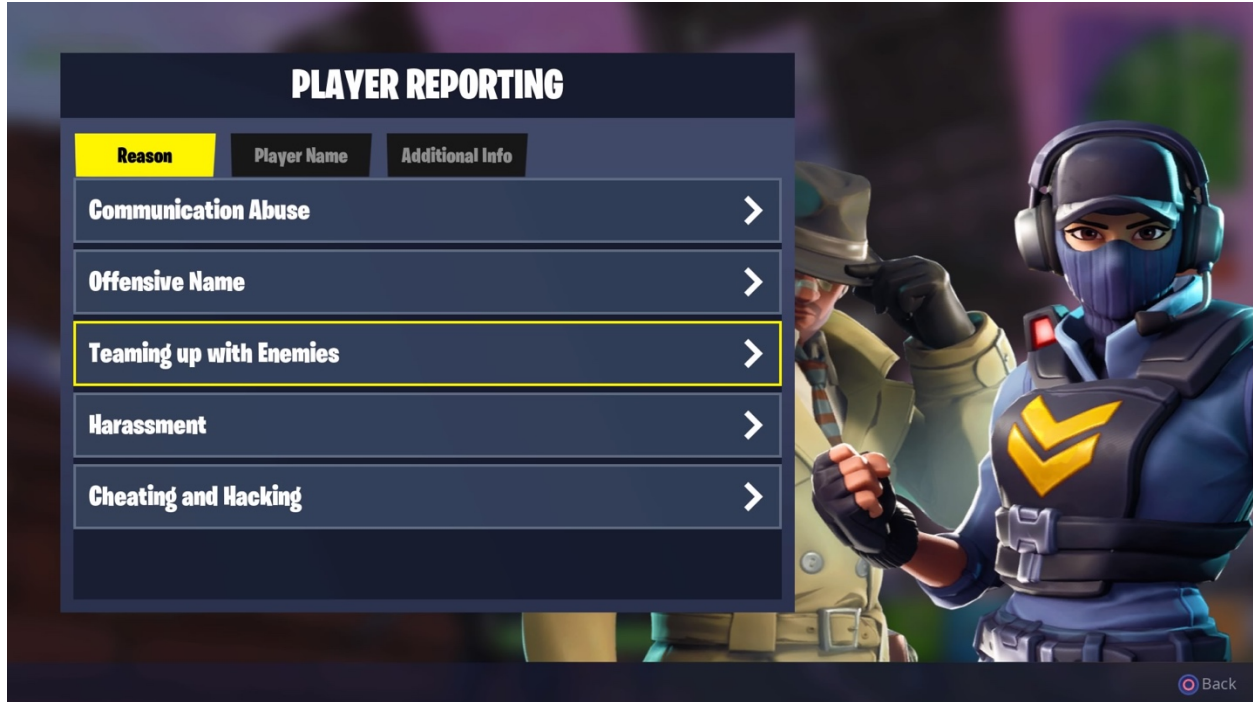 PLAYER REPORTING
Reason Player Name Additional Info
Communication Abuse
Offensive Name
Teaming up with Enemies
Harassment
Cheating and Hacking
Back